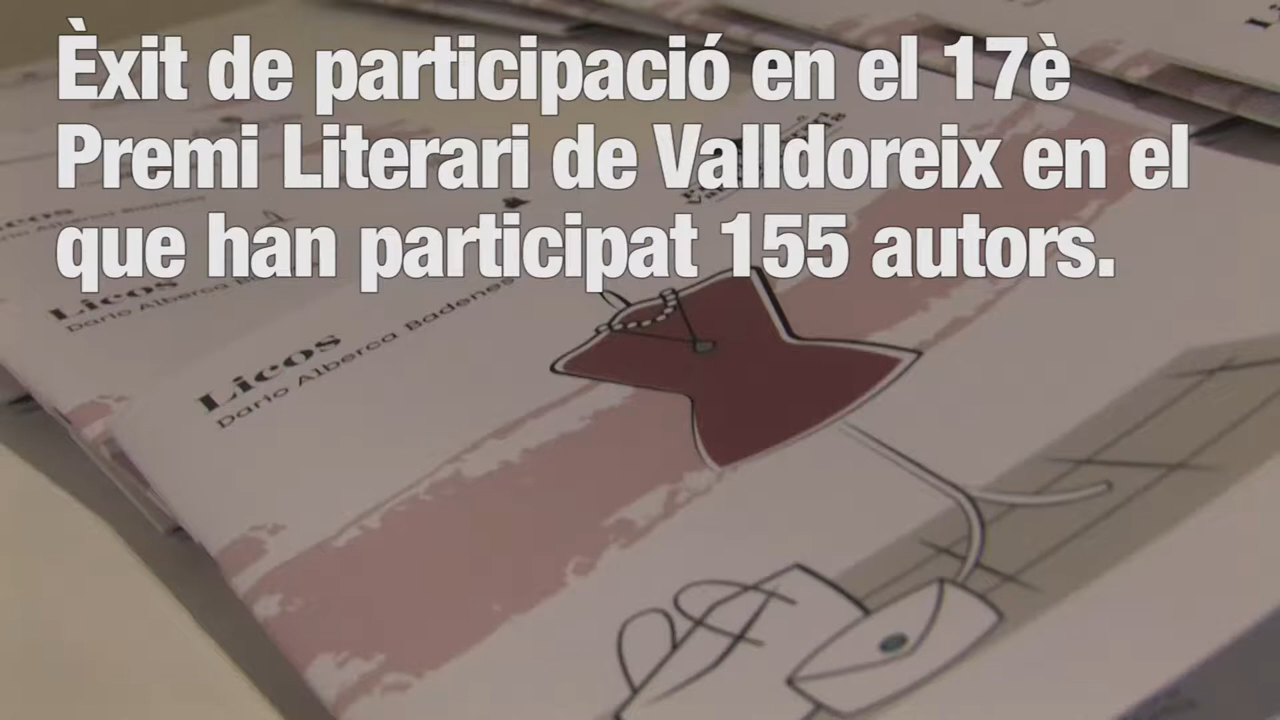 Èxit de participació en el 17è
Premi Literari de Valldoreix en el
que han participat 155 autors.
Licos
Dario Alberca
Licos
Dario Alberca Badenes